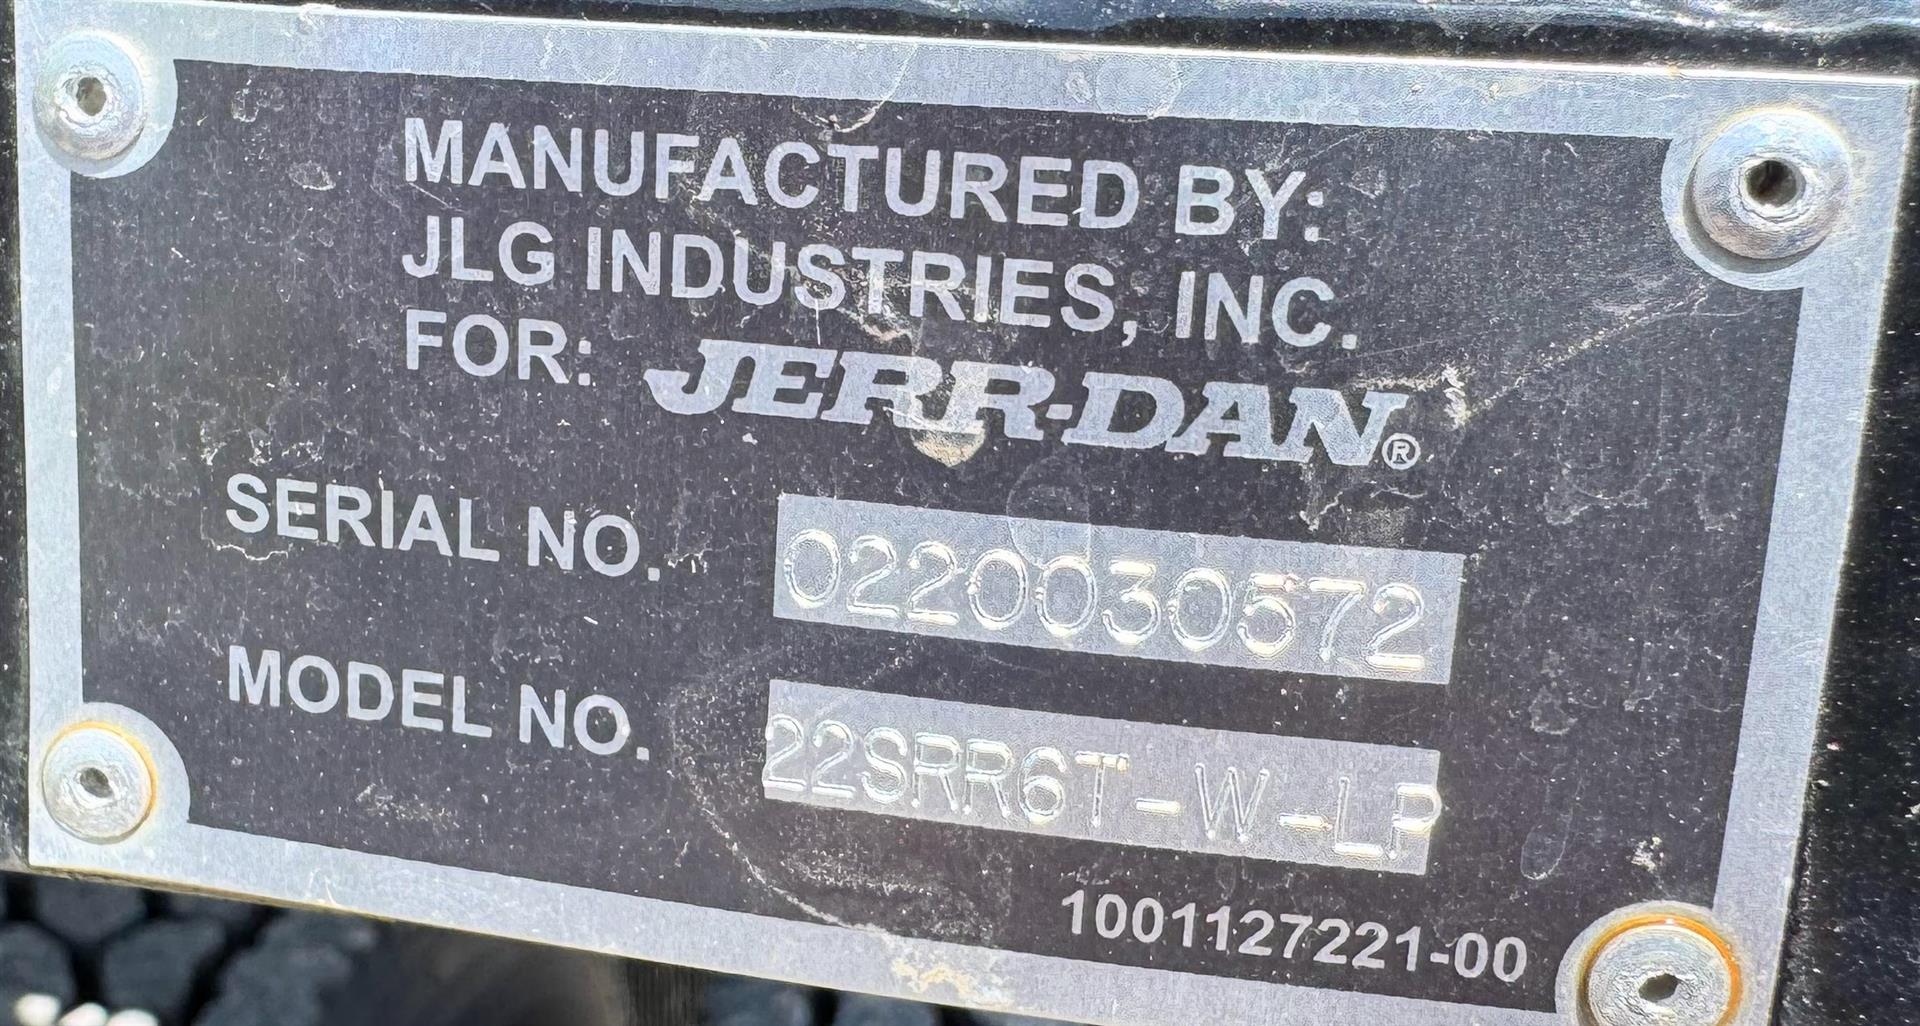 MANUFACTURED BY:
JLG INDUSTRIES, INC.
FOR: JERR-DAN®
SERIAL NO. 0220030572
MODEL NO. 22SRR6T-W-LP
1001127221-00